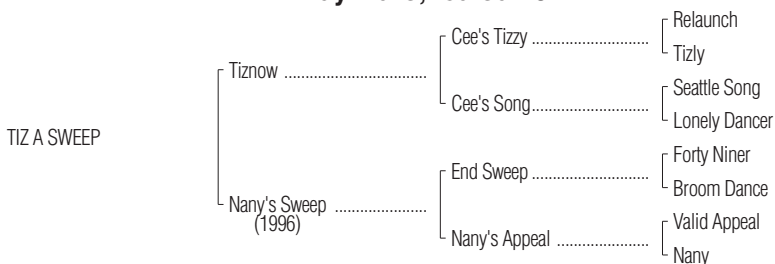 Relaunch
Cee's Tizzy ..............................
Tizly
Tiznow ....................................
Seattle Song
Cee's Song..............................
Lonely Dancer
TIZ A SWEEP
Forty Niner
End Sweep ..............................
Broom Dance
Nany's Sweep ........................
(1996)
Valid Appeal
Nany's Appeal ........................
Nany